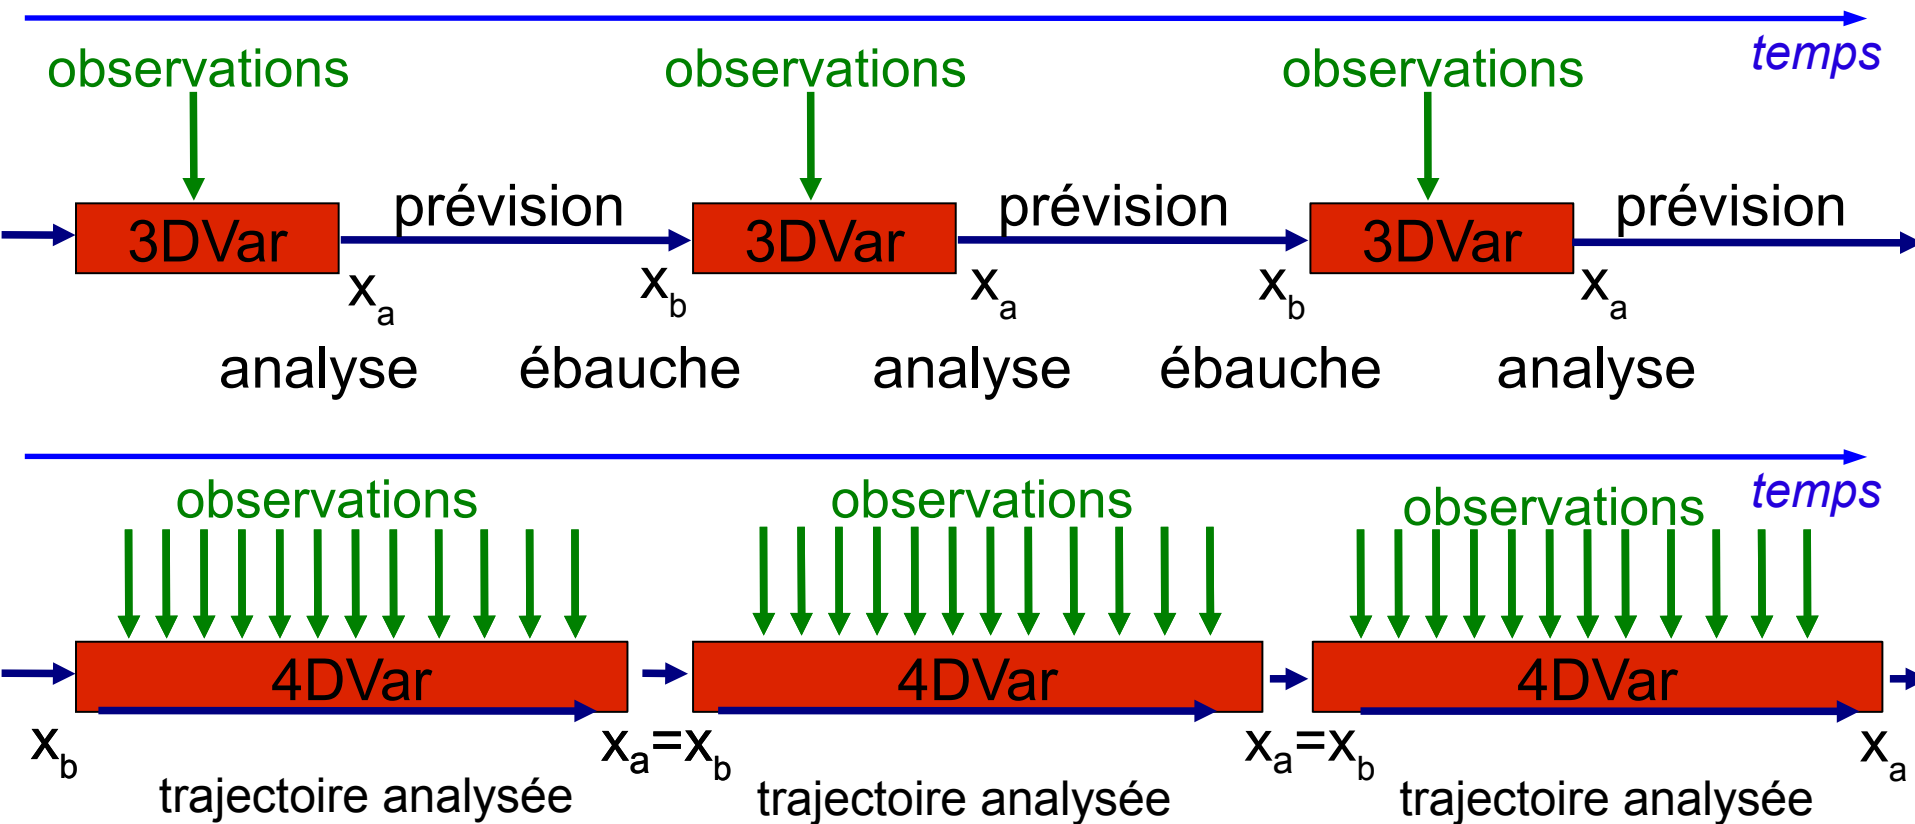 temps
observations observations observations
prévision prévision prévision
3DVar 3DVar 3DVar
xa xb xa xb xa
analyse ébauche analyse ébauche analyse
temps
observations observations observations
4DVar 4DVar 4DVar
xb xa=xb xa=xb xa
trajectoire analysée trajectoire analysée trajectoire analysée